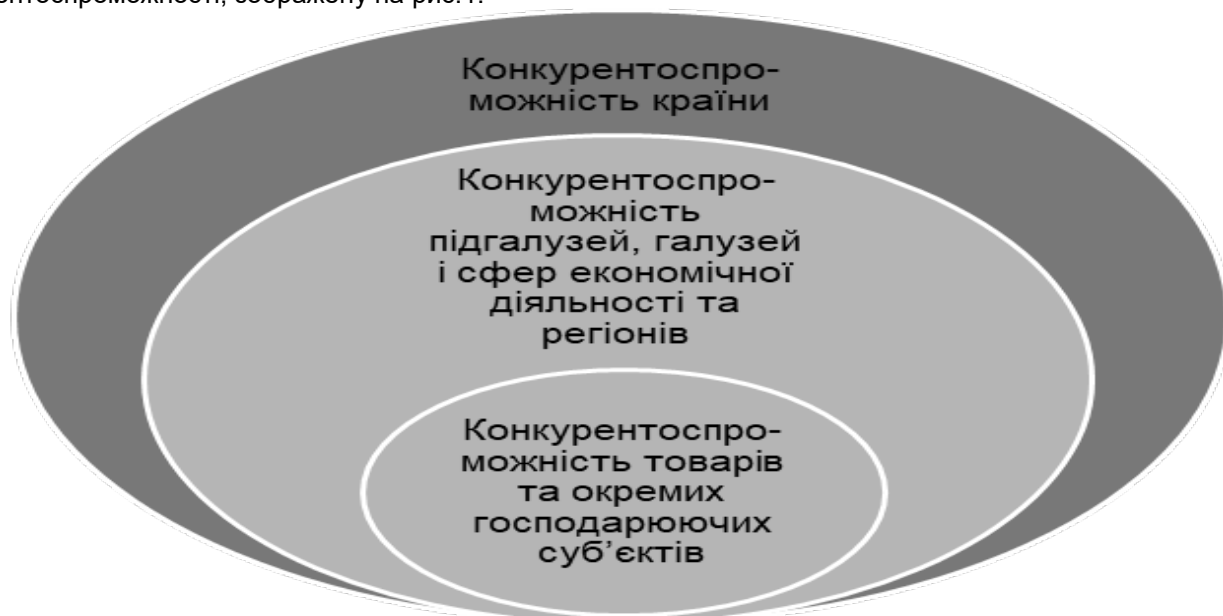 Конкурентоспро-
можність країни
Конкурентоспро-
можність
підгалузей, галузей
і сфер економічної
діяльності та
регіонів
Конкурентоспро-
можність товарів
та окремих
господарюючих
суб’єктів